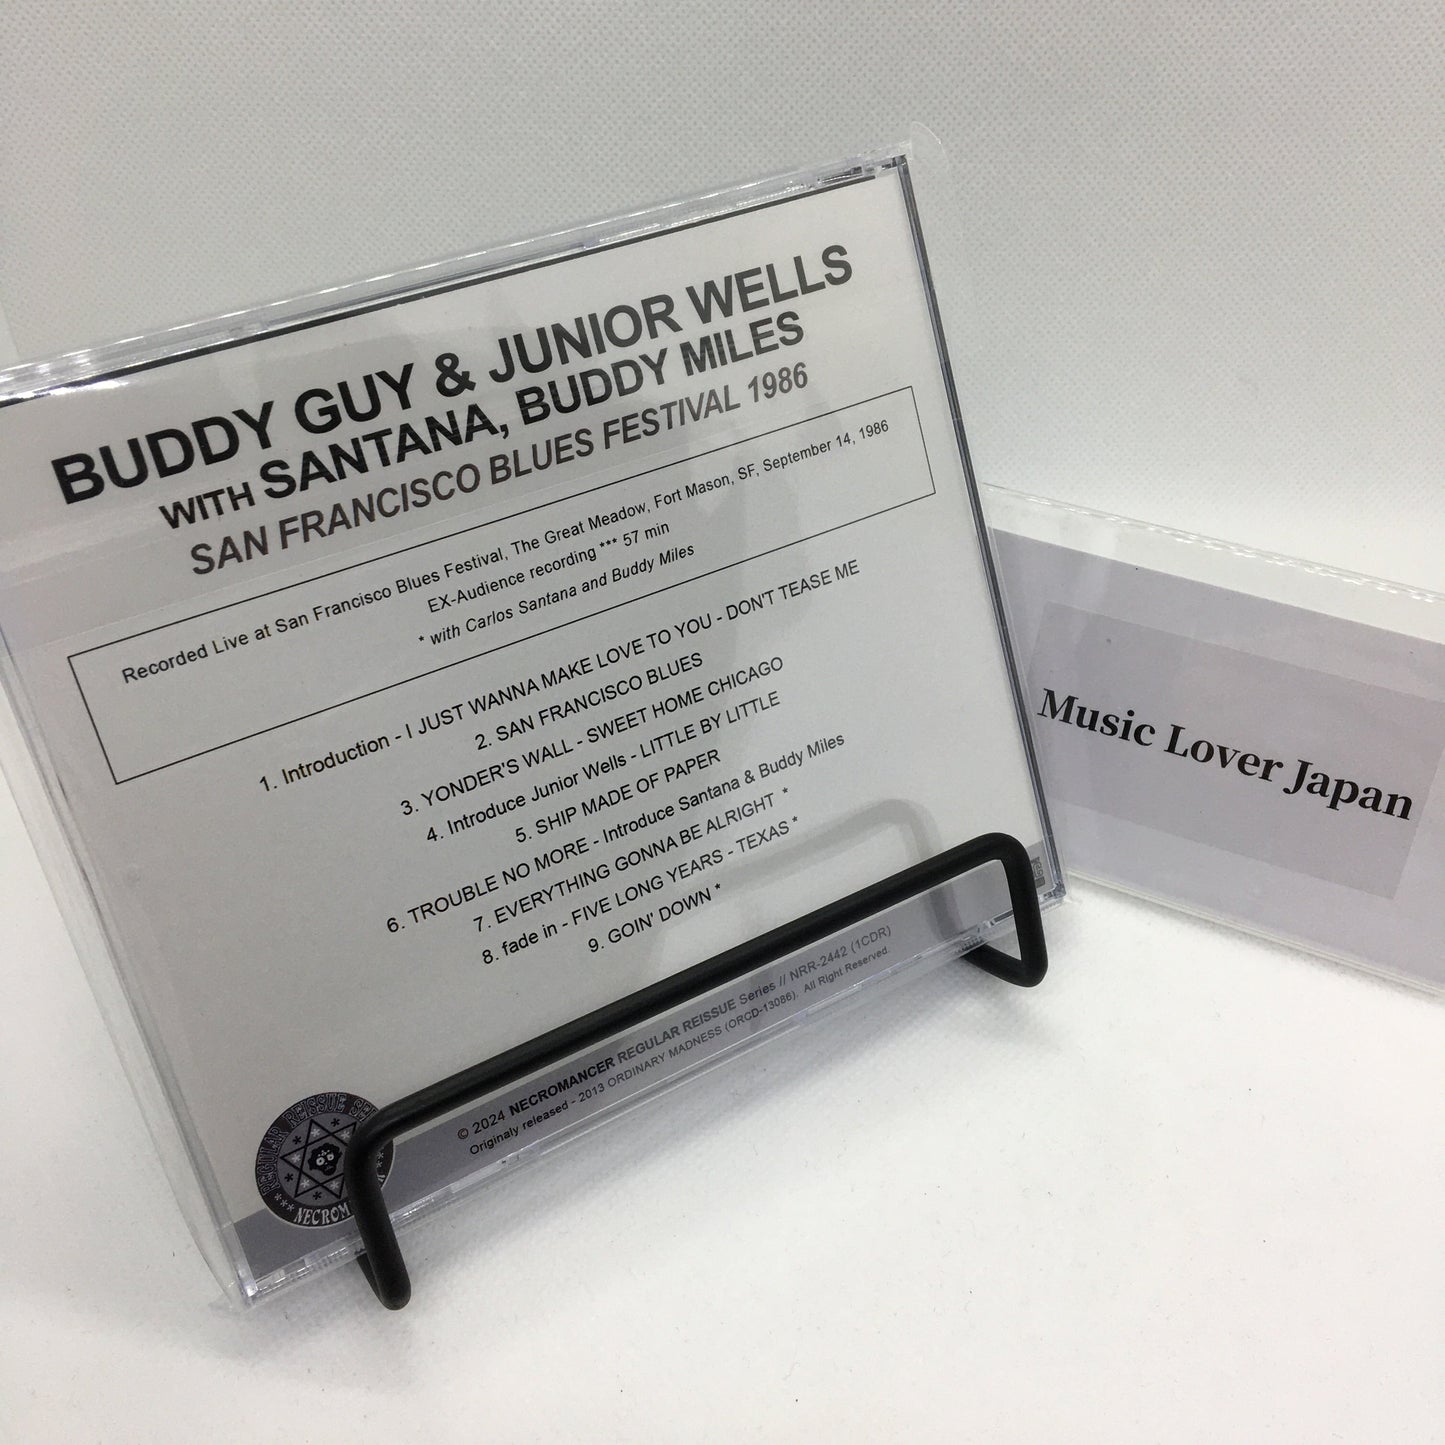 BUDDY GUY & JUNIOR WELLS
WITH SANTANA, BUDDY MILES
SAN FRANCISCO BLUES FESTIVAL 1986
Recorded Live at San Francisco Blues Festival, The Great Meadow, Fort Mason, SF, September 14, 1986
EX-Audience recording *** 57 min
* with Carlos Santana and Buddy Miles
1. Introduction - I JUST WANNA MAKE LOVE TO YOU - DON'T TEASE ME
2. SAN FRANCISCO BLUES
3. YONDER'S WALL - SWEET HOME CHICAGO
4. Introduce Junior Wells - LITTLE BY LITTLE
5. SHIP MADE OF PAPER
6. TROUBLE NO MORE - Introduce Santana & Buddy Miles
7. EVERYTHING GONNA BE ALRIGHT *
8. fade in - FIVE LONG YEARS - TEXAS *
9. GOIN' DOWN *
© 2024 NECROMANCER REGULAR REISSUE Series // NRR-2442 (1CDR)
Originaly released - 2013 ORDINARY MADNESS (ORCD-13086). All Right Reserved.
REGULAR REISSUE
Music Lover Japan